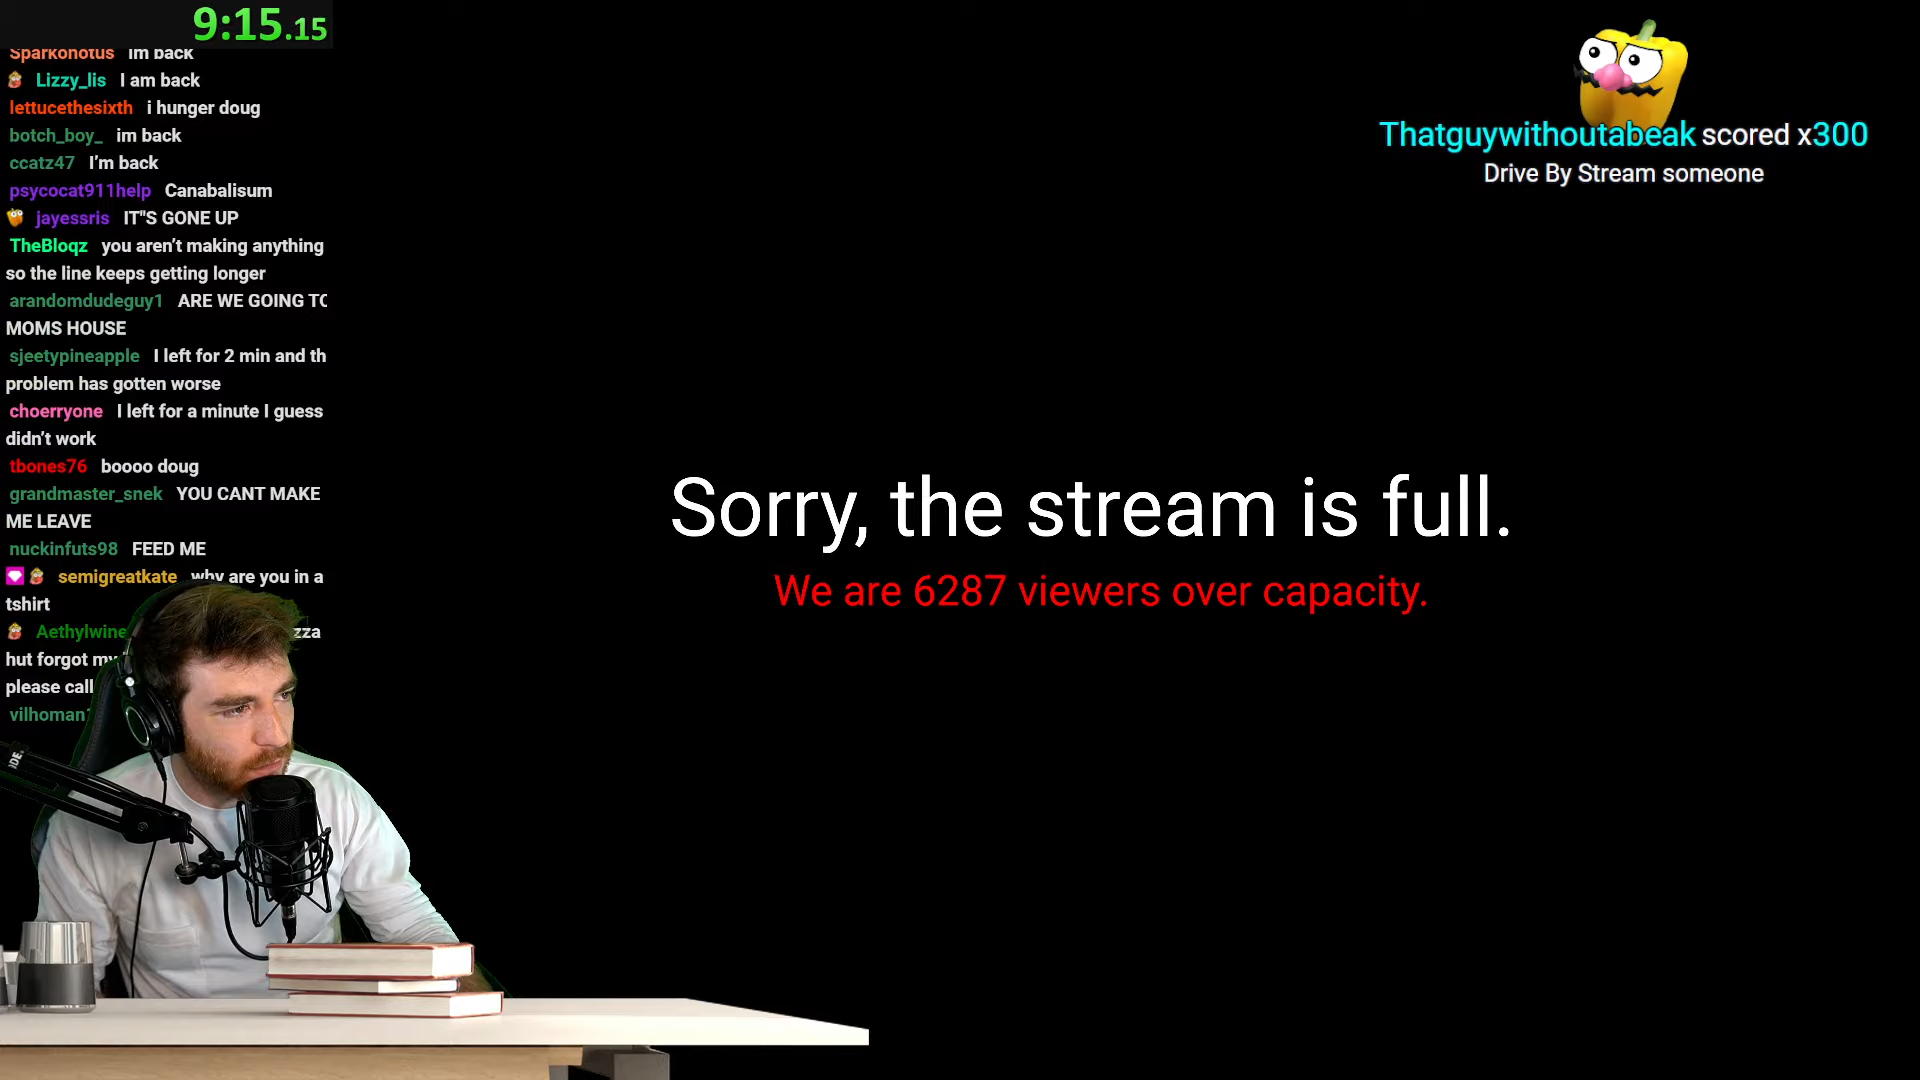 9:15.15
Sparkonotus im back
Lizzy_lis I am back
lettucethesixth i hunger doug
botch_boy_ im back
ccatz47 I'm back
psycocat911help Canabalisum
jayessris IT"S GONE UP
TheBloqz you aren't making anything
so the line keeps getting longer
arandomdudeguy1 ARE WE GOING TO
MOMS HOUSE
sjeetypineapple I left for 2 min and th
problem has gotten worse
choerryone I left for a minute I guess
didn't work
tbones76 boooo doug
grandmaster_snek YOU CANT MAKE
ME LEAVE
nuckinfuts98 FEED ME
semigreatkate why are you in a
tshirt
Aethylwine zza
hut forgot my
please call
vilhoman
Thatguywithoutabeak scored x300
Drive By Stream someone
Sorry, the stream is full.
We are 6287 viewers over capacity.